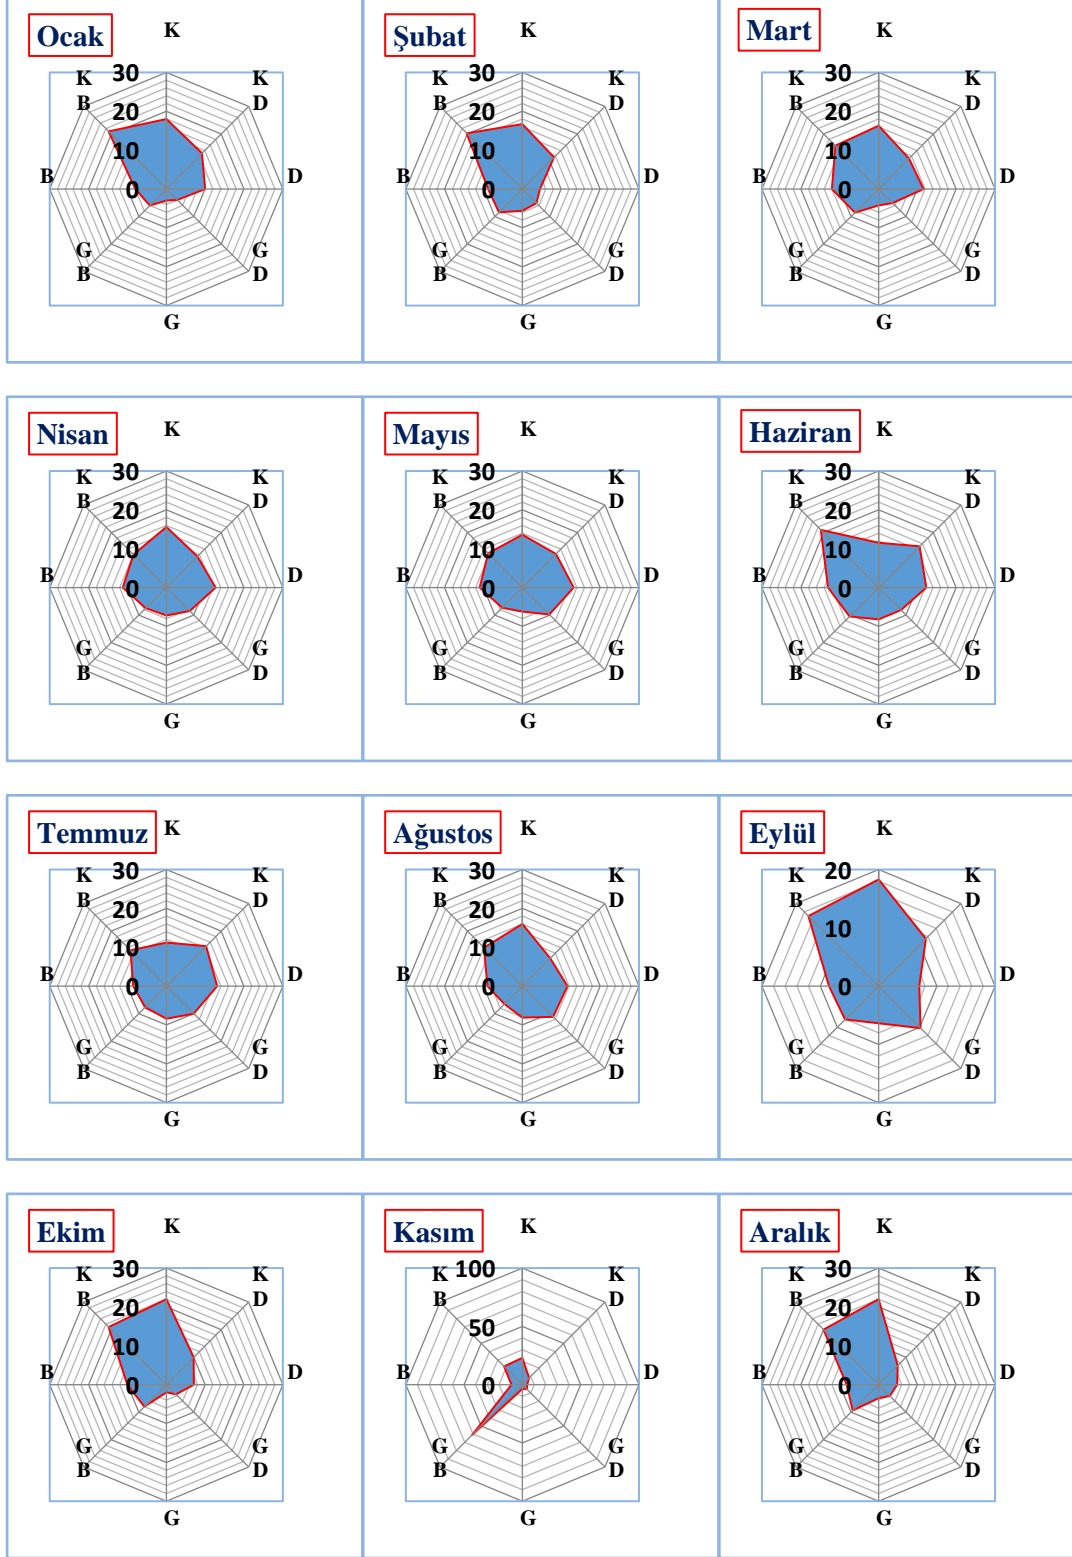 Ocak
K
K
B
30
K
D
20
10
B
0
D
G
B
G
D
G
Şubat
K
K
B
30
K
D
20
10
B
0
D
G
B
G
D
G
Mart
K
K
B
30
K
D
20
10
B
0
D
G
B
G
D
G
Nisan
K
K
B
30
K
D
20
10
B
0
D
G
B
G
D
G
Mayıs
K
K
B
30
K
D
20
10
B
0
D
G
B
G
D
G
Haziran
K
K
B
30
K
D
20
10
B
0
D
G
B
G
D
G
Temmuz
K
K
B
30
K
D
20
10
B
0
D
G
B
G
D
G
Ağustos
K
K
B
30
K
D
20
10
B
0
D
G
B
G
D
G
Eylül
K
K
B
20
K
D
10
B
0
D
G
B
G
D
G
Ekim
K
K
B
30
K
D
20
10
B
0
D
G
B
G
D
G
Kasım
K
K
B
100
K
D
50
B
0
D
G
B
G
D
G
Aralık
K
K
B
30
K
D
20
10
B
0
D
G
B
G
D
G